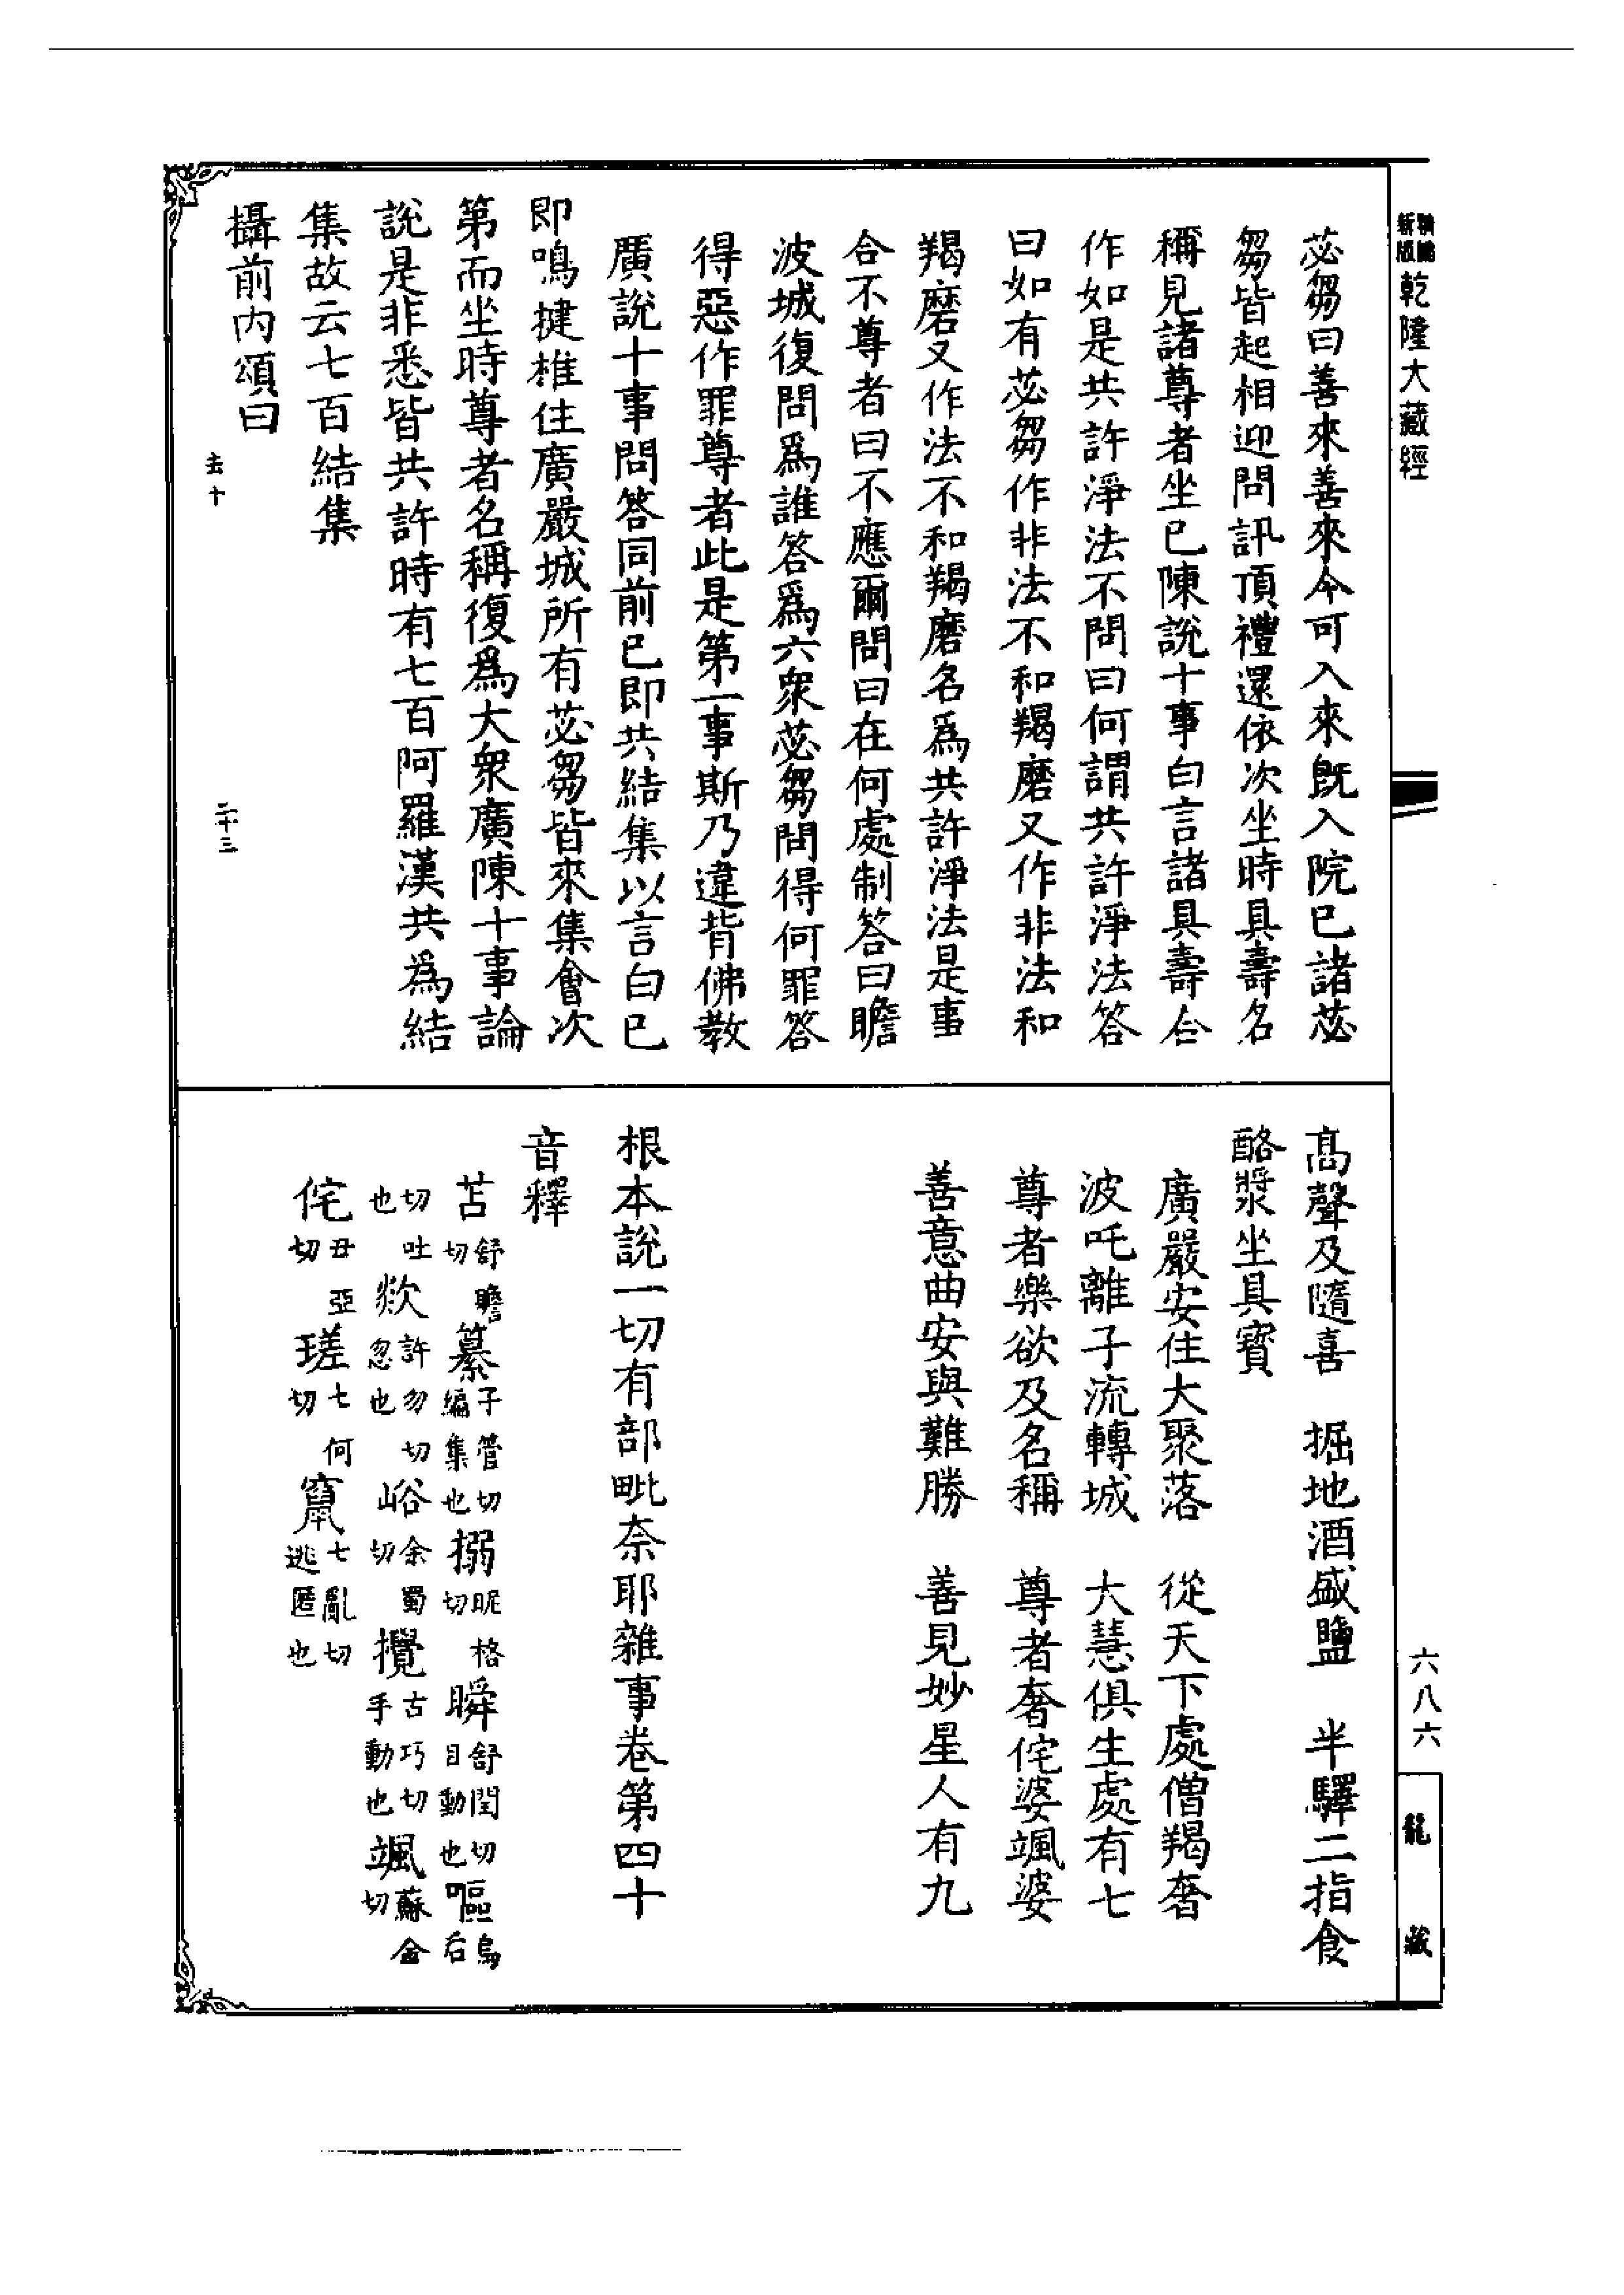 新版
精編
乾隆大藏經
六八六
龍藏
苾芻曰善來善來今可入來旣入院已諸苾
芻皆起相迎問訊頂禮還依次坐時具壽名
稱見諸尊者坐已陳說十事白言諸具壽合
作如是共許淨法不問曰何謂共許淨法答
曰如有苾芻作非法不和羯磨又作非法和
羯磨又作法不和羯磨名爲共許淨法是事
合不尊者曰不應爾問曰在何處制答曰瞻
波城復問爲誰答爲六衆苾芻問得何罪答
得惡作罪尊者此是第一事斯乃違背佛教
廣說十事問答同前已即共結集以言白已
即鳴揵椎住廣嚴城所有苾芻皆來集會次
第而坐時尊者名稱復爲大衆廣陳十事論
說是非悉皆共許時有七百阿羅漢共爲結
集故云七百結集
攝前內頌曰
去十　二十三
高聲及隨喜　掘地酒盛鹽　半驛二指食
酪漿坐具寶
廣嚴安住大聚落　從天下處僧羯奢
波吒離子流轉城　大慧俱生處有七
尊者樂欲及名稱　尊者奢侘婆颯婆
善意曲安與難勝　善見妙星人有九
根本說一切有部毗奈耶雜事卷第四十
音釋
苫舒瞻切纂子管切編集也搦昵格切瞬舒閏切目動也嘔烏后
切吐也欻許勿切忽也峪余蜀切攪古巧切手動也颯蘇合切
侘丑亞切瑳七何切竄七亂切逃匿也